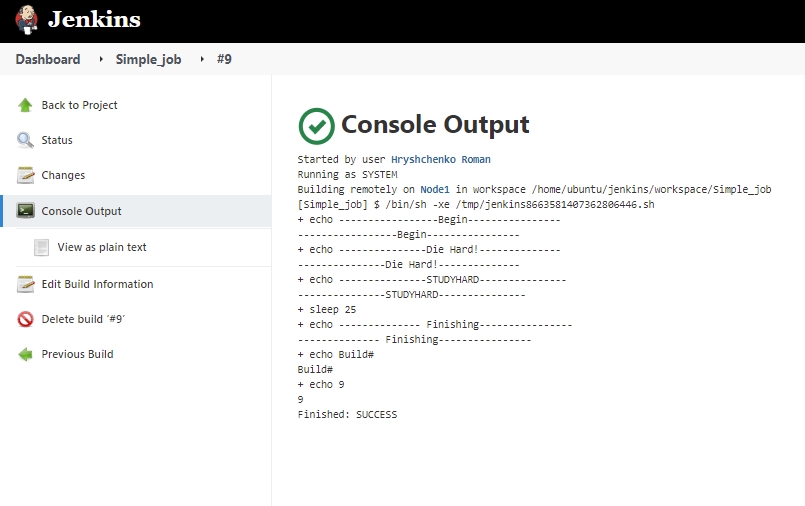 Jenkins
Dashboard
Simple_job
#9
Back to Project
Status
Changes
Console Output
View as plain text
Edit Build Information
Delete build '#9'
Previous Build
Console Output
Started by user Hryshchenko Roman
Running as SYSTEM
Building remotely on Node1 in workspace /home/ubuntu/jenkins/workspace/Simple_job
[Simple_job] $ /bin/sh -xe /tmp/jenkins8663581407362806446.sh
+ echo -----------------Begin----------------
-----------------Begin----------------
+ echo ---------------Die Hard!--------------
---------------Die Hard!--------------
+ echo ---------------STUDYHARD---------------
---------------STUDYHARD---------------
+ sleep 25
+ echo -------------- Finishing----------------
-------------- Finishing----------------
+ echo Build#
Build#
+ echo 9
9
Finished: SUCCESS